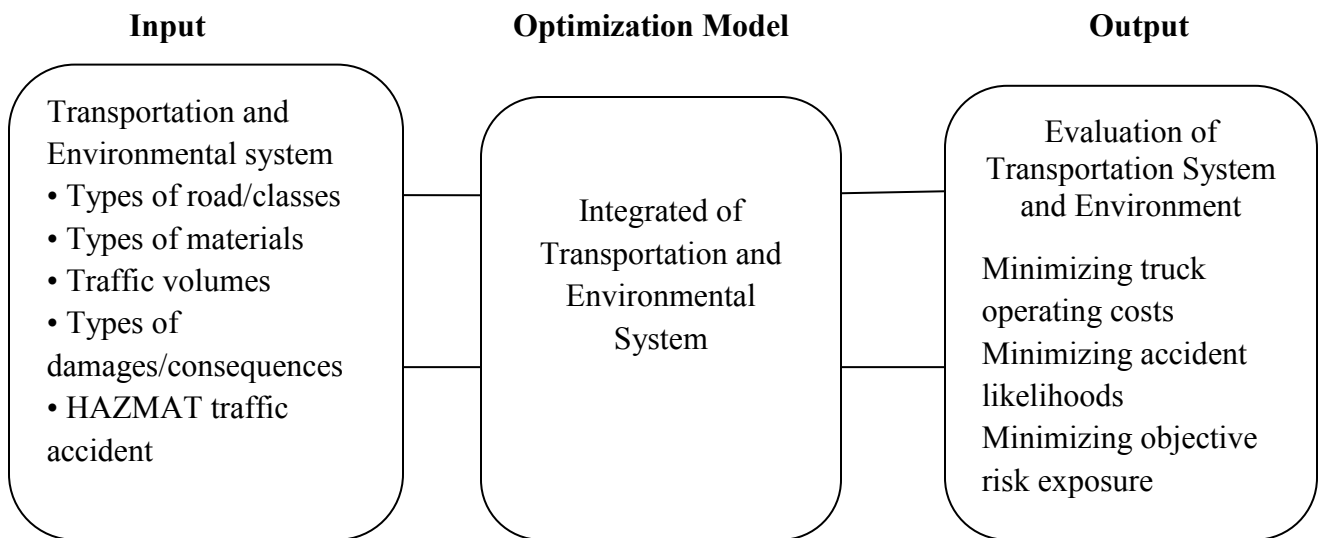 Input
Optimization Model
Output
Transportation and
Environmental system
• Types of road/classes
• Types of materials
• Traffic volumes
• Types of
damages/consequences
• HAZMAT traffic
accident
Integrated of
Transportation and
Environmental
System
Evaluation of
Transportation System
and Environment
Minimizing truck
operating costs
Minimizing accident
likelihoods
Minimizing objective
risk exposure